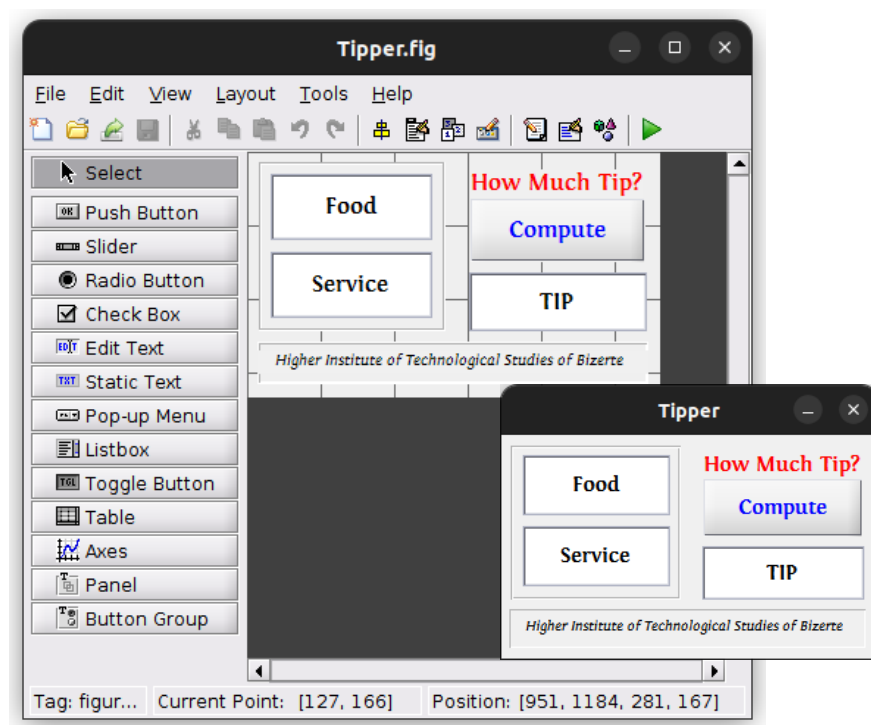 Tipper.fig
File Edit View Layout Tools Help
Select
Push Button
Slider
Radio Button
Check Box
Edit Text
Static Text
Pop-up Menu
Listbox
Toggle Button
Table
Axes
Panel
Button Group
Food
Service
How Much Tip?
Compute
TIP
Higher Institute of Technological Studies of Bizerte
Tipper
Food
Service
How Much Tip?
Compute
TIP
Higher Institute of Technological Studies of Bizerte
Tag: figur... Current Point: [127, 166] Position: [951, 1184, 281, 167]